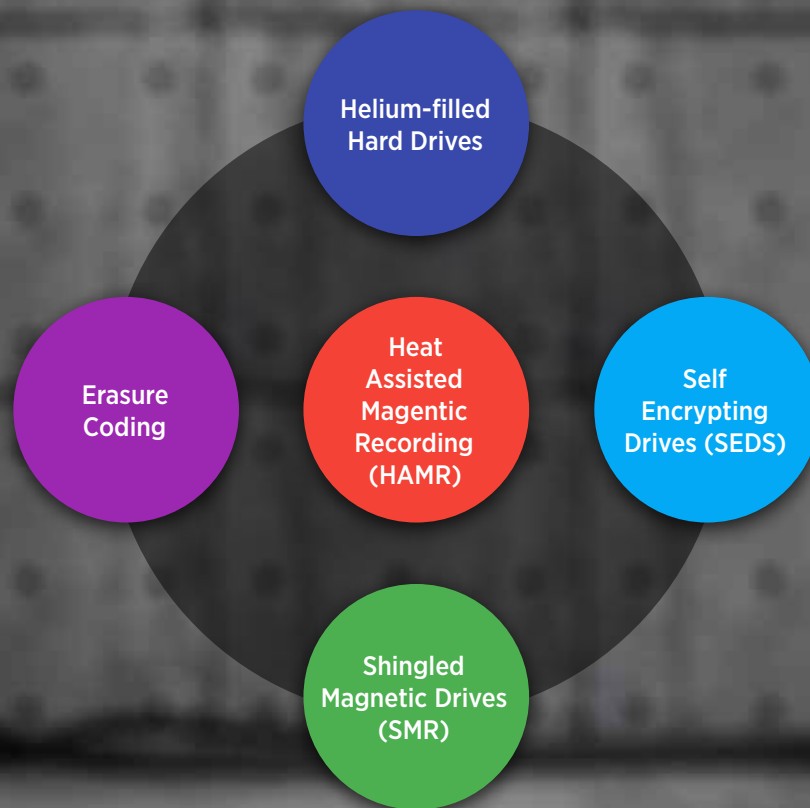 Helium-filled
Hard Drives
Erasure
Coding
Heat
Assisted
Magentic
Recording
(HAMR)
Self
Encrypting
Drives (SEDS)
Shingled
Magnetic Drives
(SMR)